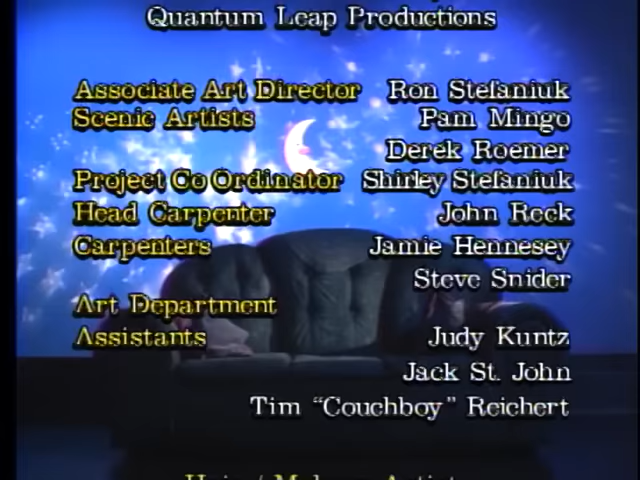 Quantum Leap Productions
Associate Art Director Ron Stefaniuk
Scenic Artists Pam Mingo
Derek Roemer
Project Co Ordinator Shirley Stefaniuk
Head Carpenter John Reck
Carpenters Jamie Hennesey
Steve Snider
Art Department
Assistants Judy Kuntz
Jack St. John
Tim "Couchboy" Reichert